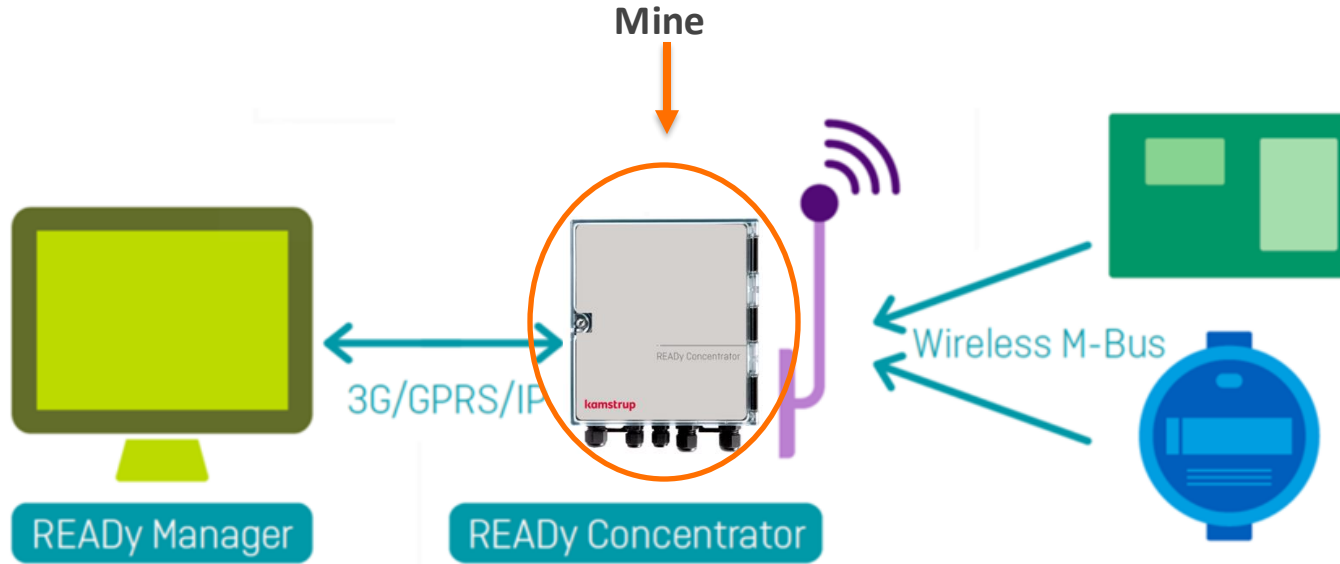 Mine
READy Concentrator
kamstrup
3G/GPRS/IP
Wireless M-Bus
READy Manager
READy Concentrator